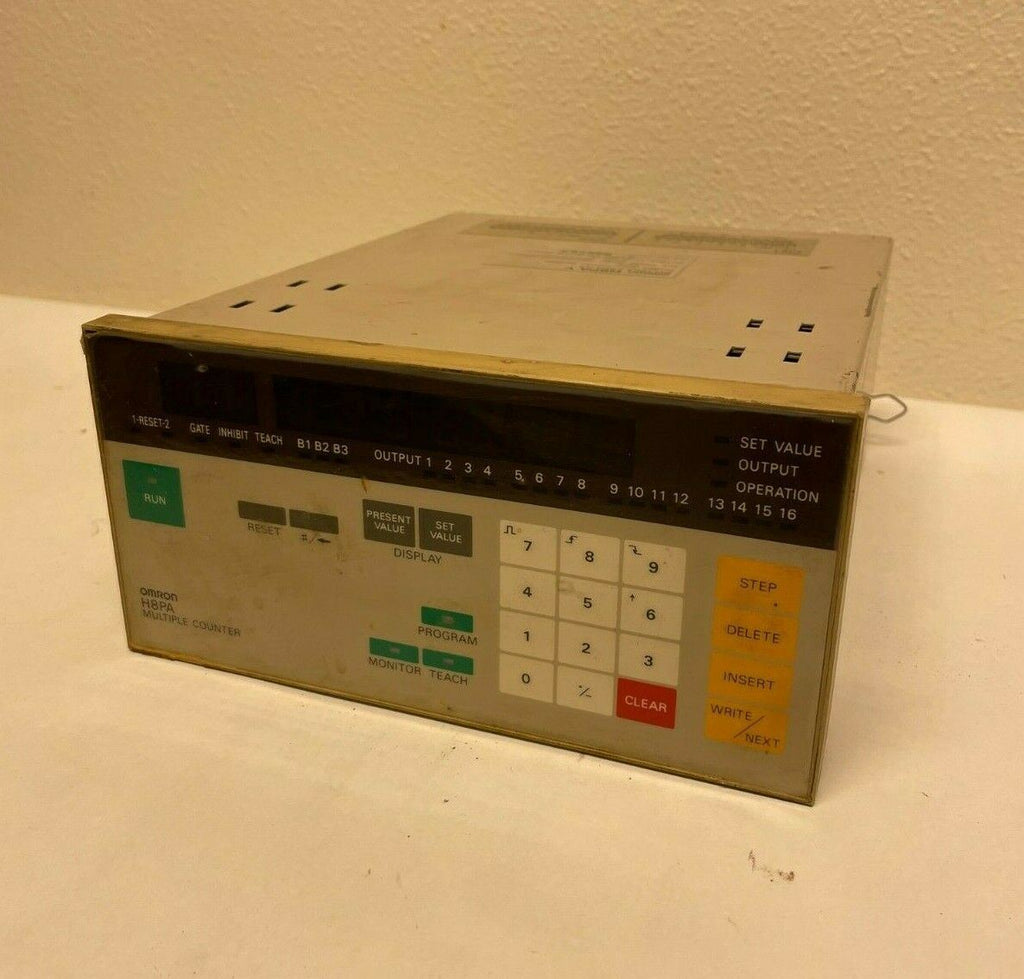 1-RESET-2 GATE INHIBIT TEACH B1 B2 B3 OUTPUT 1 2 3 4 5 6 7 8 9 10 11 12 13 14 15 16
SET VALUE
OUTPUT
OPERATION
RUN
RESET
#/←
PRESENT
VALUE
SET
VALUE
DISPLAY
omron
H8PA
MULTIPLE COUNTER
PROGRAM
MONITOR TEACH
7 8 9
4 5 ↑ 6
1 2 3
0 ·/− CLEAR
STEP
DELETE
INSERT
WRITE/
NEXT